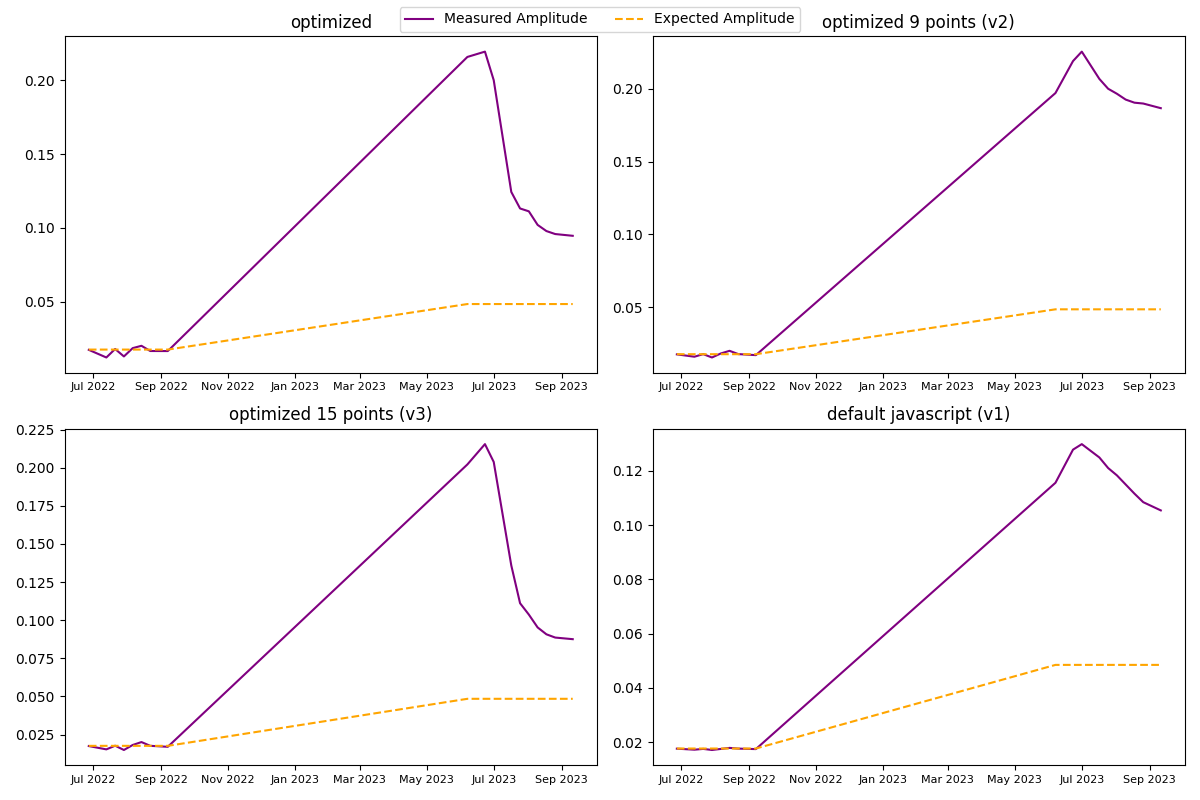 optimized
Measured Amplitude Expected Amplitude
optimized 9 points (v2)
0.20
0.15
0.10
0.05
Jul 2022 Sep 2022 Nov 2022 Jan 2023 Mar 2023 May 2023 Jul 2023 Sep 2023
0.20
0.15
0.10
0.05
Jul 2022 Sep 2022 Nov 2022 Jan 2023 Mar 2023 May 2023 Jul 2023 Sep 2023
optimized 15 points (v3)
0.225
0.200
0.175
0.150
0.125
0.100
0.075
0.050
0.025
Jul 2022 Sep 2022 Nov 2022 Jan 2023 Mar 2023 May 2023 Jul 2023 Sep 2023
default javascript (v1)
0.12
0.10
0.08
0.06
0.04
0.02
Jul 2022 Sep 2022 Nov 2022 Jan 2023 Mar 2023 May 2023 Jul 2023 Sep 2023